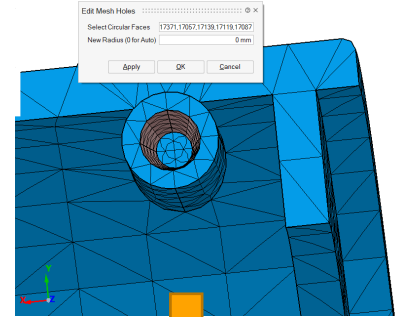 Edit Mesh Holes
Select Circular Faces 17371,17057,17139,17119,17087
New Radius (0 for Auto) 0 mm
Apply OK Cancel
Y
X Z